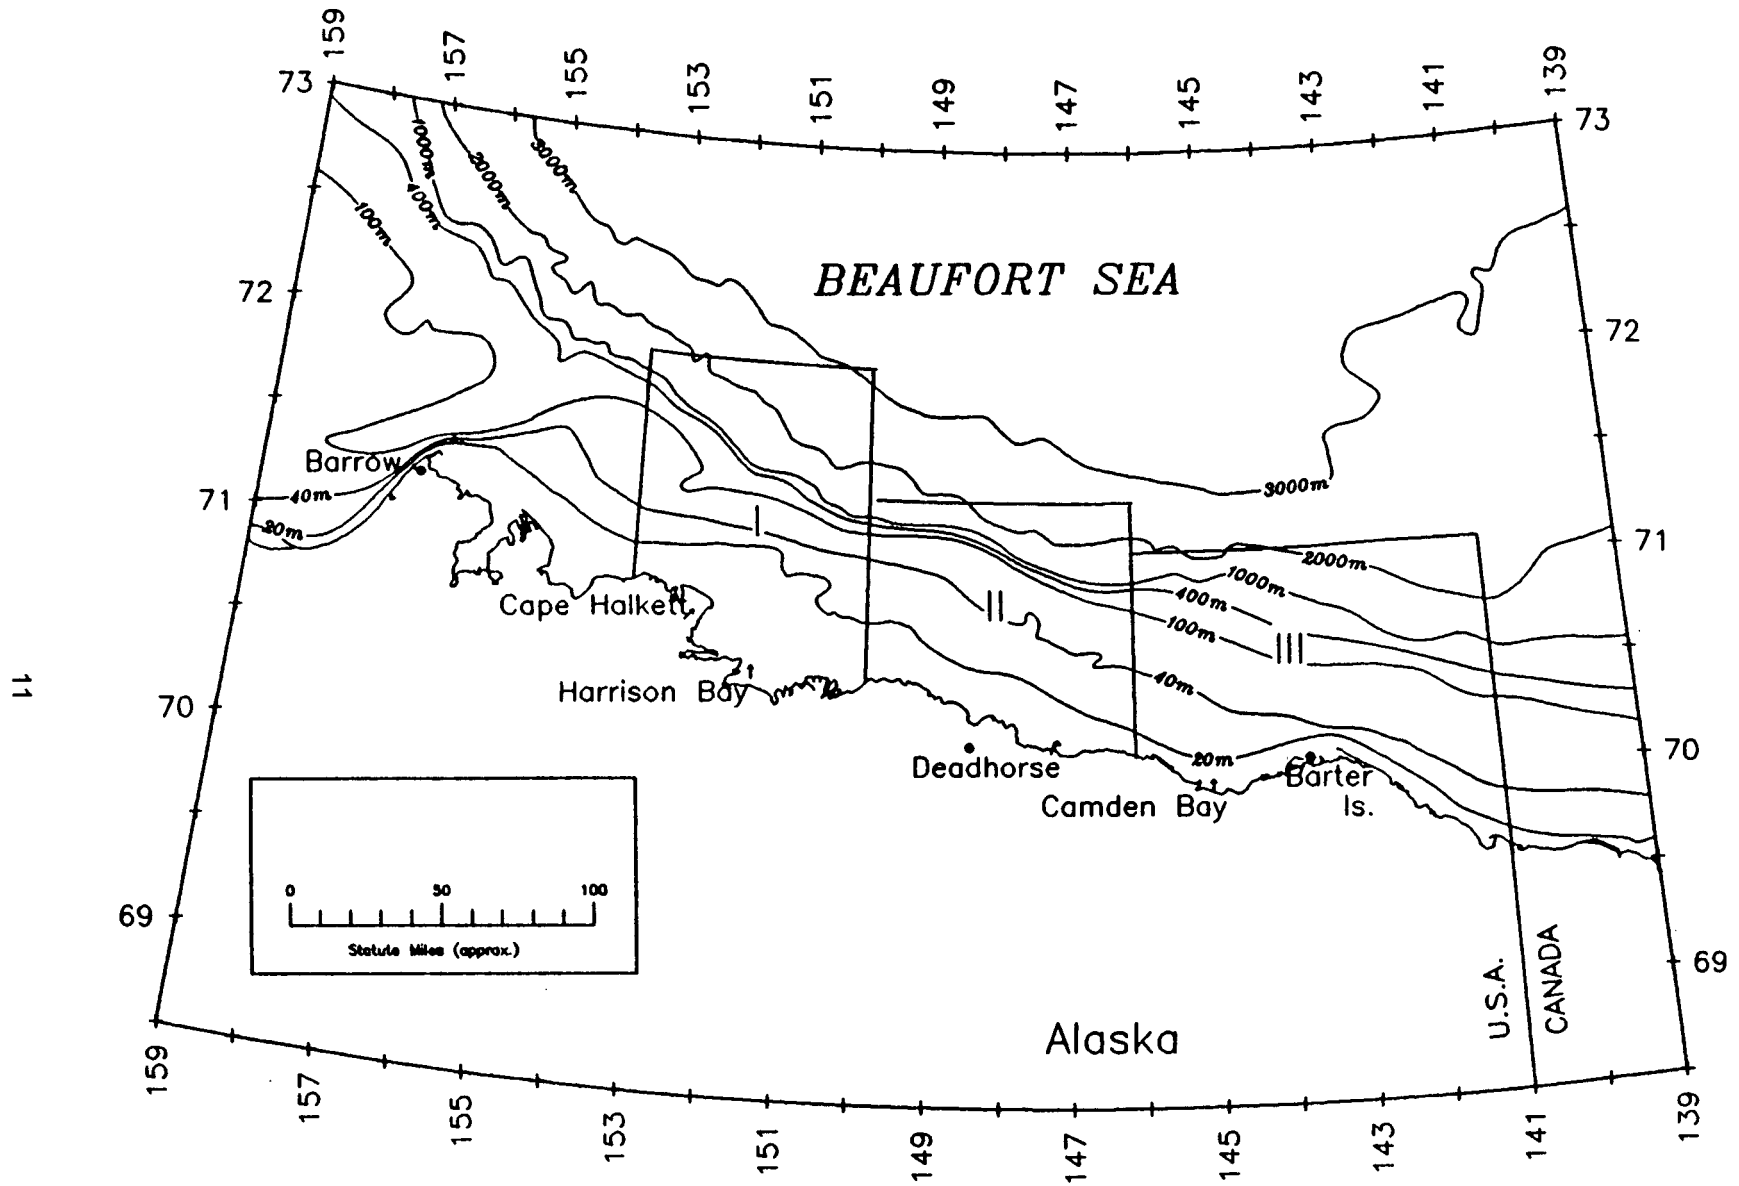 159
157
155
153
151
149
147
145
143
141
139
73
73
1000m
2000m
3000m
400m
100m
BEAUFORT SEA
72
72
Barrow
71
40m
20m
3000m
71
I
2000m
1000m
400m
100m
Cape Halkett
II
III
40m
70
Harrison Bay
11
Deadhorse
20m
70
Camden Bay
Barter
Is.
0 50 100
Statute Miles (approx.)
69
69
U.S.A.
CANADA
Alaska
159
157
155
153
151
149
147
145
143
141
139